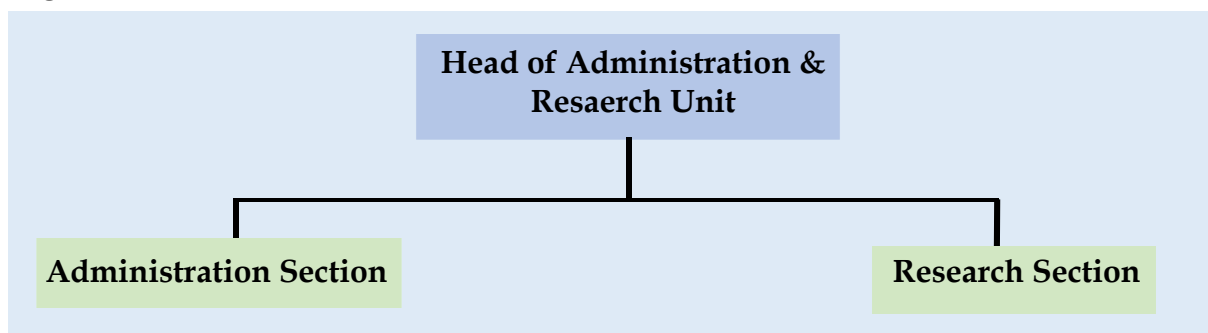 Head of Administration &
Resaerch Unit
Administration Section
Research Section